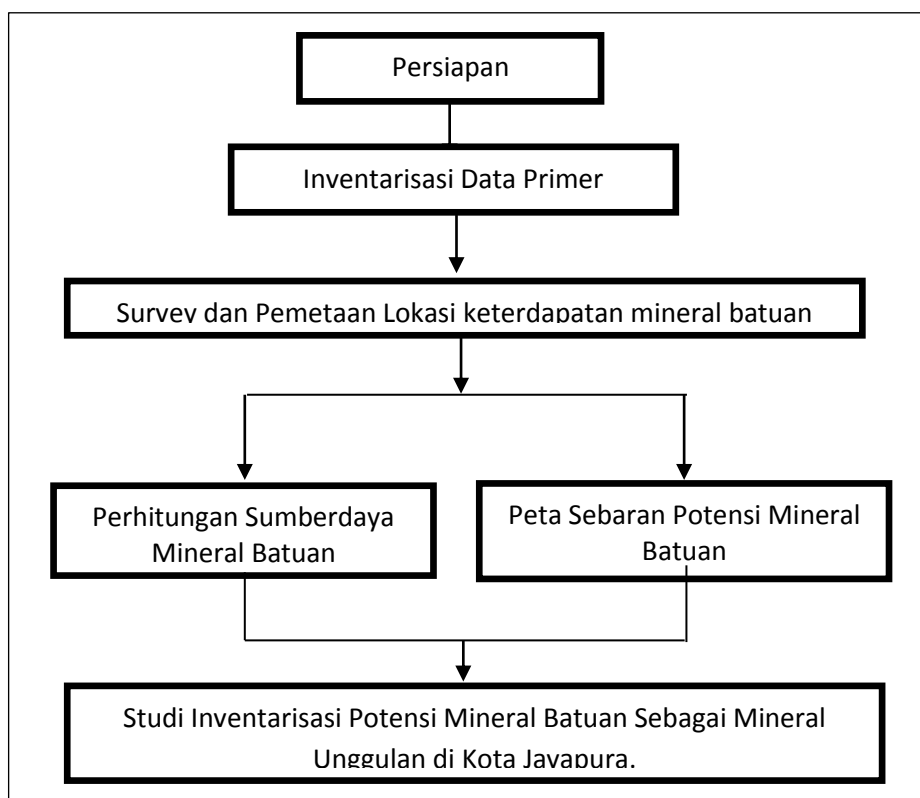 Persiapan
Inventarisasi Data Primer
Survey dan Pemetaan Lokasi keterdapatan mineral batuan
Perhitungan Sumberdaya
Mineral Batuan
Peta Sebaran Potensi Mineral
Batuan
Studi Inventarisasi Potensi Mineral Batuan Sebagai Mineral
Unggulan di Kota Jayapura.